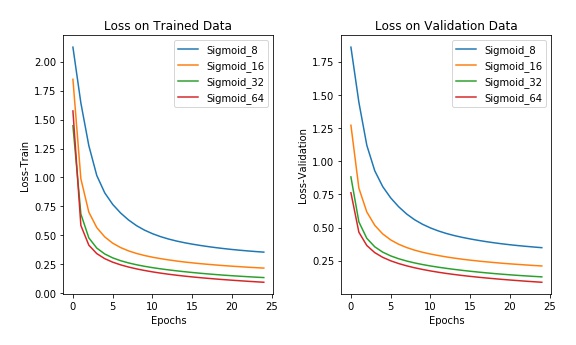 Loss on Trained Data
Loss-Train
2.00
1.75
1.50
1.25
1.00
0.75
0.50
0.25
0.00
Sigmoid_8
Sigmoid_16
Sigmoid_32
Sigmoid_64
0 5 10 15 20 25
Epochs
Loss on Validation Data
Loss-Validation
1.75
1.50
1.25
1.00
0.75
0.50
0.25
Sigmoid_8
Sigmoid_16
Sigmoid_32
Sigmoid_64
0 5 10 15 20 25
Epochs